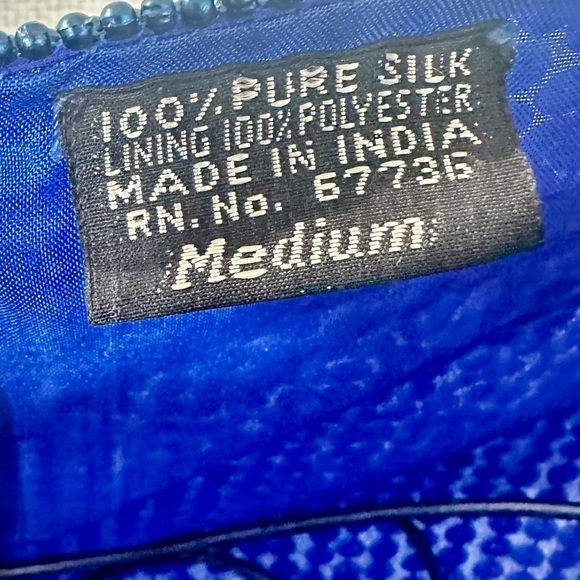 100% PURE SILK
LINING 100% POLYESTER
MADE IN INDIA
RN. No. 67736
Medium